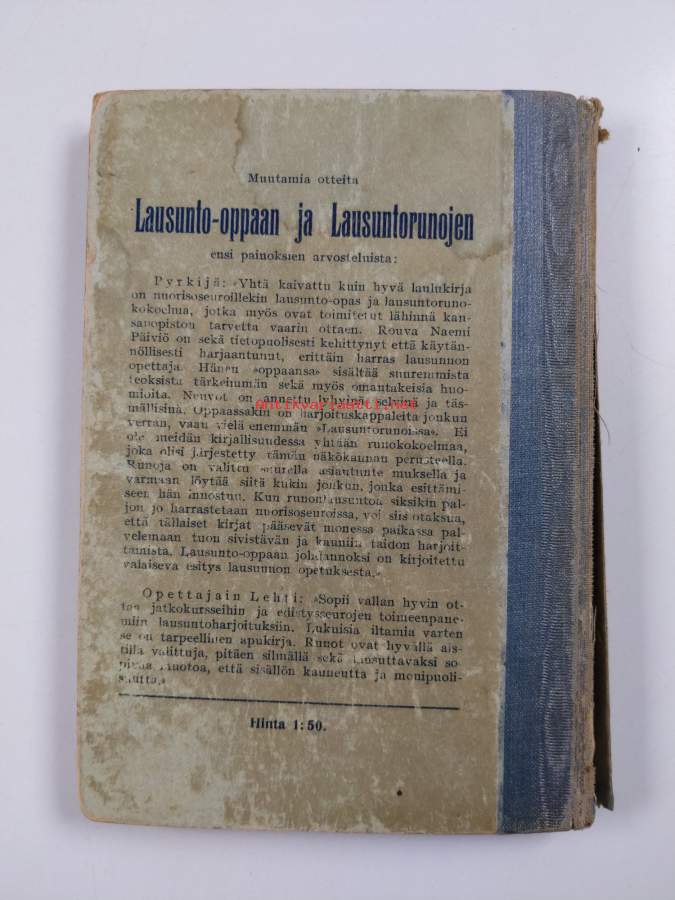 Muutamia otteita
Lausunto-oppaan ja Lausuntorunojen
ensi painoksien arvosteluista:
Pyrkijä: »Yhtä kaivattu kuin hyvä laulukirja
on nuorisoseuroillekin lausunto-opas ja lausuntoruno-
kokoelma, jotka myös ovat toimitetut lähinnä kan-
sanopiston tarvetta vaarin ottaen. Rouva Naemi
Päiviö on sekä tietopuolisesti kehittynyt että käytän-
nöllisesti harjaantunut, erittäin harras lausunnon
opettaja. Hänen »oppaansa» sisältää suuremmista
teoksista tärkeimmän sekä myös omantakeisia huo-
mioita. Neuvot on annettu lyhyinä, selvinä ja täs-
mällisinä. Oppaassakin on harjoituskappaleita jonkun
verran, vaan vielä enemmän »Lausuntorunoissa». Ei
ole meidän kirjallisuudessa yhtään runokokoelmaa,
joka olisi järjestetty tämän näkökannan perusteella.
Runoja on valittu suurella asiantunte muksella ja
varmaan löytää siitä kukin jonkun, jonka esittämi-
seen hän innostuu. Kun runonlausuntoa siksikin pal-
jon jo harrastetaan nuorisoseuroissa, voi siis otaksua,
että tällaiset kirjat pääsevät monessa paikassa pal-
velemaan tuon sivistävän ja kauniin taidon harjoit-
tamista. Lausunto-oppaan johdannoksi on kirjoitettu
valaiseva esitys lausunnon opetuksesta.»
Opettajain Lehti: »Sopii vallan hyvin ot-
taa jatkokursseihin ja edistysseurojen toimeenpane-
miin lausuntoharjoituksiin. Lukuisia iltamia varten
se on tarpeellinen apukirja. Runot ovat hyvällä ais-
tilla valittuja, pitäen silmällä sekä lausuttavaksi so-
pivaa muotoa, että sisällön kauneutta ja monipuoli-
suutta.»
Hinta 1:50.
antikvariaatti.net